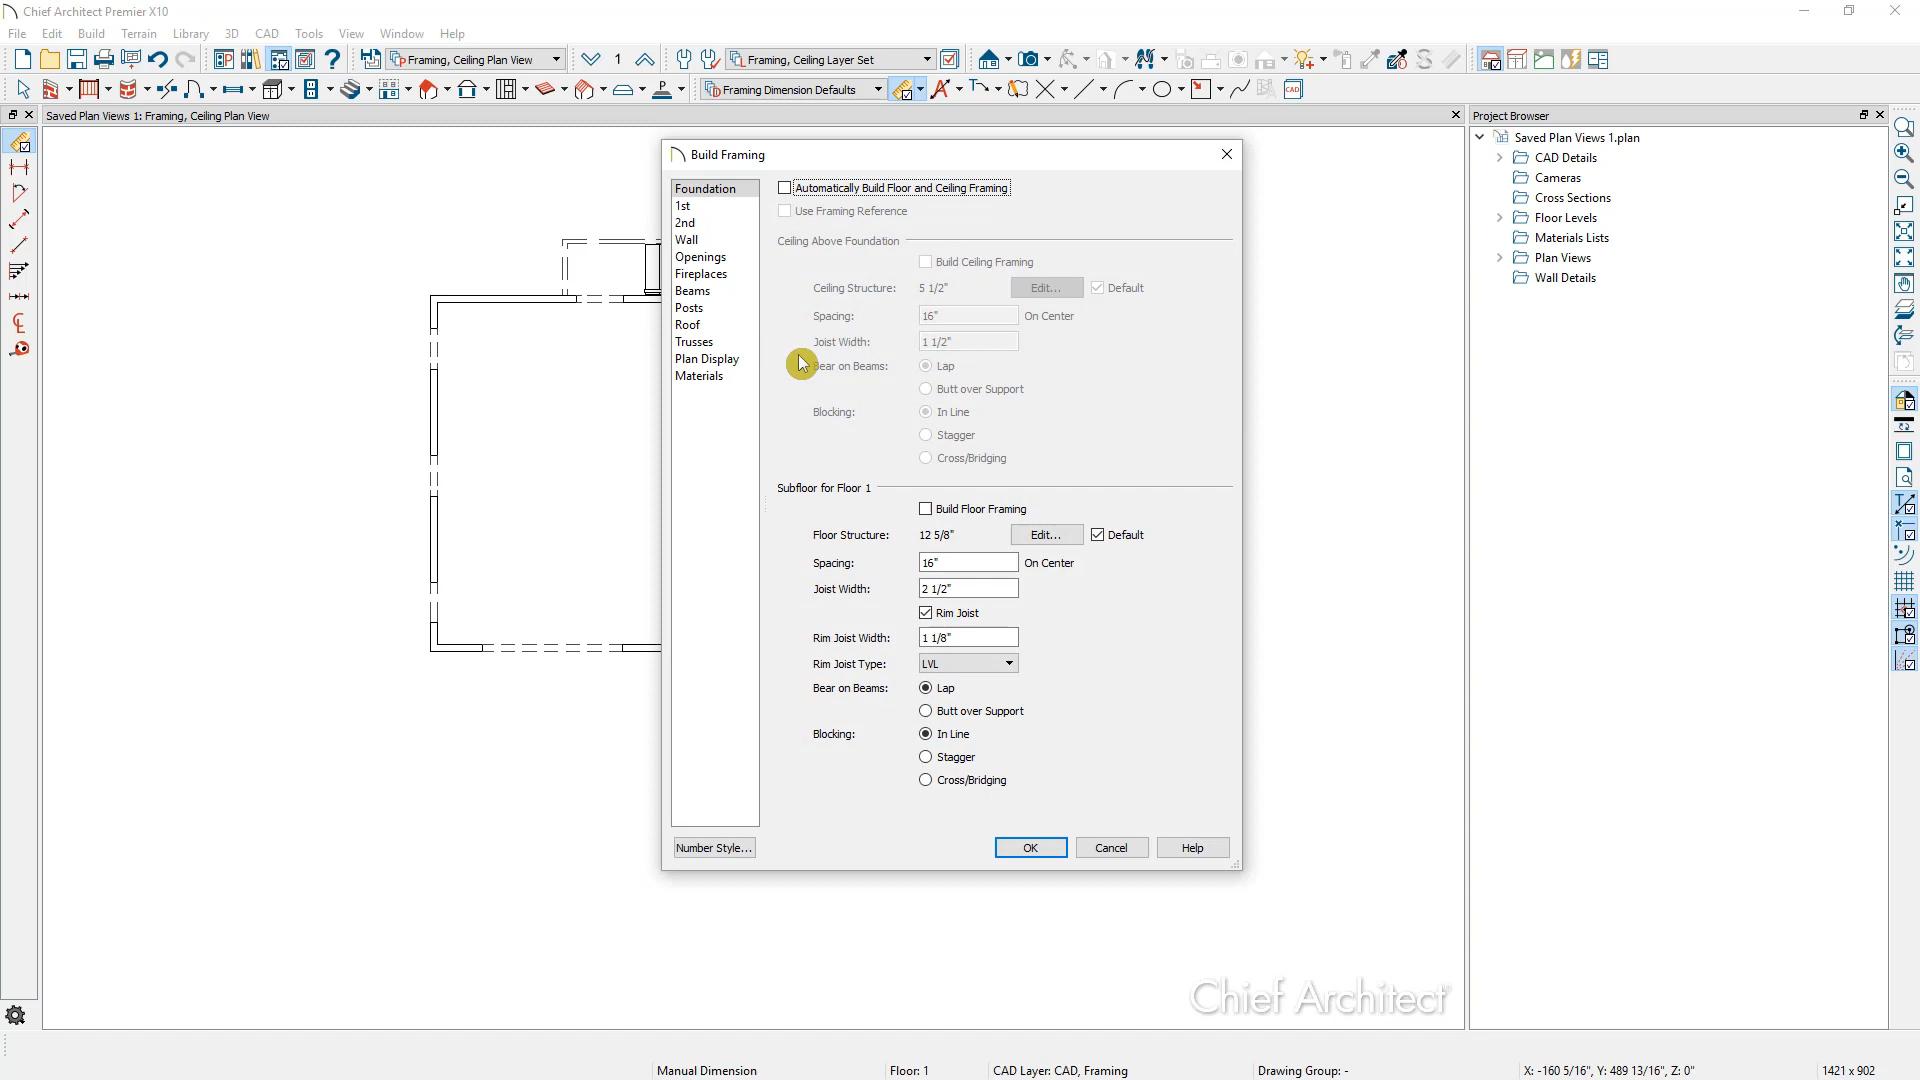 Chief Architect Premier X10
File Edit Build Terrain Library 3D CAD Tools View Window Help
Framing, Ceiling Plan View 1 Framing, Ceiling Layer Set
Framing Dimension Defaults CAD
Saved Plan Views 1: Framing, Ceiling Plan View
Project Browser
Saved Plan Views 1.plan
CAD Details
Cameras
Cross Sections
Floor Levels
Materials Lists
Plan Views
Wall Details
Build Framing
Foundation
1st
2nd
Wall
Openings
Fireplaces
Beams
Posts
Roof
Trusses
Plan Display
Materials
Automatically Build Floor and Ceiling Framing
Use Framing Reference
Ceiling Above Foundation
Build Ceiling Framing
Ceiling Structure: 5 1/2" Edit... Default
Spacing: 16" On Center
Joist Width: 1 1/2"
Bear on Beams: Lap
Butt over Support
Blocking: In Line
Stagger
Cross/Bridging
Subfloor for Floor 1
Build Floor Framing
Floor Structure: 12 5/8" Edit... Default
Spacing: 16" On Center
Joist Width: 2 1/2"
Rim Joist
Rim Joist Width: 1 1/8"
Rim Joist Type: LVL
Bear on Beams: Lap
Butt over Support
Blocking: In Line
Stagger
Cross/Bridging
Number Style... OK Cancel Help
Chief Architect
Manual Dimension Floor: 1 CAD Layer: CAD, Framing Drawing Group: - X: -160 5/16", Y: 489 13/16", Z: 0" 1421 x 902